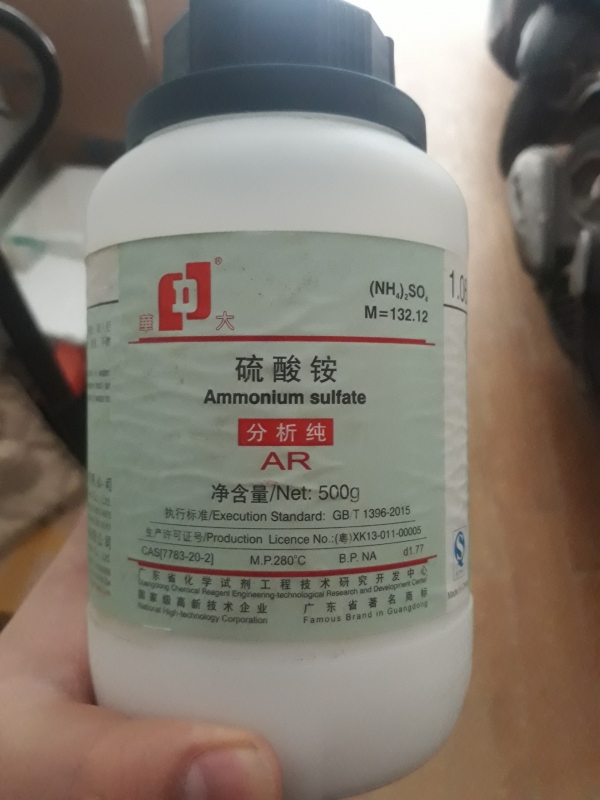 ®
華 大
(NH₄)₂SO₄
M=132.12
硫酸铵
Ammonium sulfate
分析纯
AR
净含量/Net: 500g
执行标准/Execution Standard: GB T 1396-2015
生产许可证号/Production Licence No.:(粤)XK13-011-00005
CAS[7783-20-2] M.P.280°C B.P. NA d1.77
广东省化学试剂工程技术研究开发中心
Guangdong Chemical Reagent Engineering-technological Research and Development Center
国家级高新技术企业 广东省著名商标
National High-technology Corporation Famous Brand in Guangdong
1.0